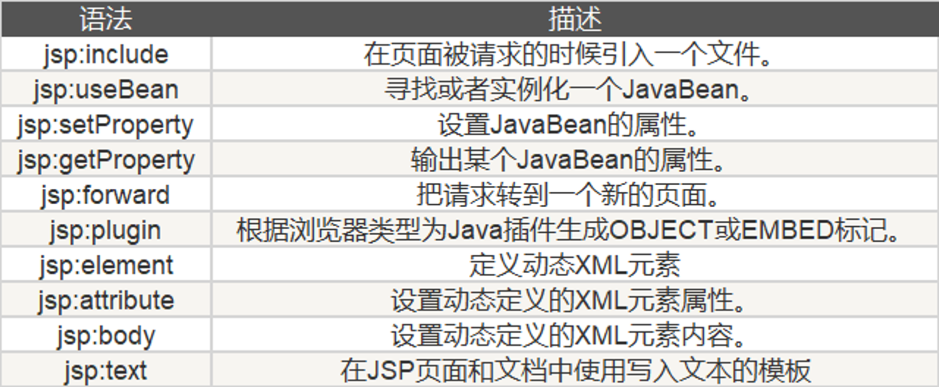 语法 描述
jsp:include 在页面被请求的时候引入一个文件。
jsp:useBean 寻找或者实例化一个JavaBean。
jsp:setProperty 设置JavaBean的属性。
jsp:getProperty 输出某个JavaBean的属性。
jsp:forward 把请求转到一个新的页面。
jsp:plugin 根据浏览器类型为Java插件生成OBJECT或EMBED标记。
jsp:element 定义动态XML元素
jsp:attribute 设置动态定义的XML元素属性。
jsp:body 设置动态定义的XML元素内容。
jsp:text 在JSP页面和文档中使用写入文本的模板